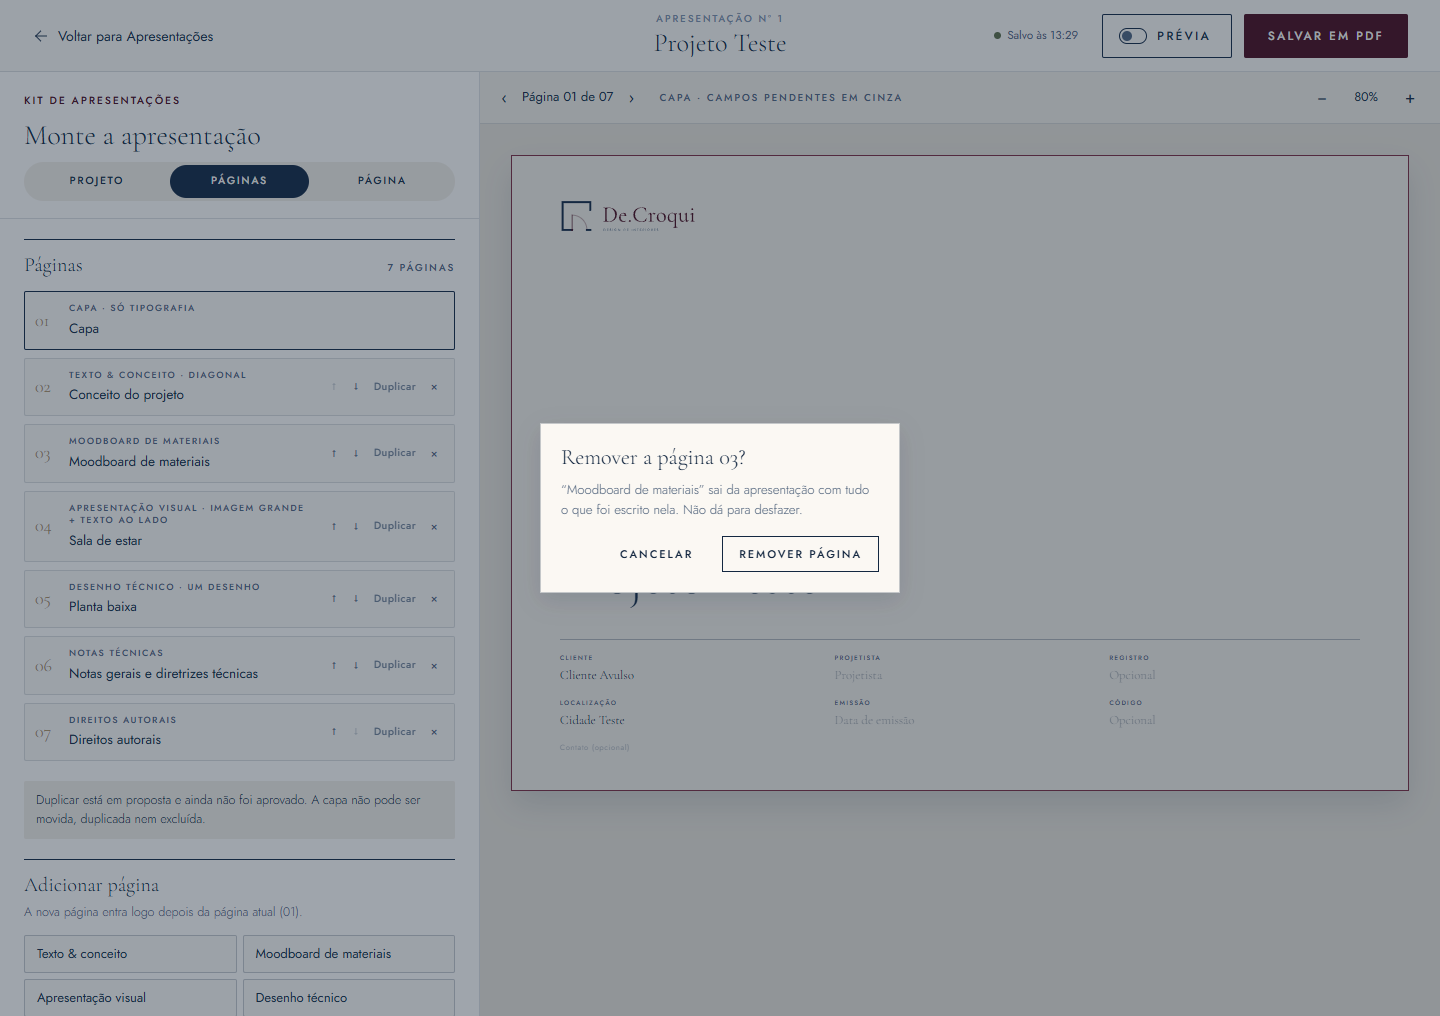 Voltar para Apresentações
APRESENTAÇÃO Nº 1
Projeto Teste
Salvo às 13:29
PRÉVIA
SALVAR EM PDF
KIT DE APRESENTAÇÕES
Monte a apresentação
PROJETO
PÁGINAS
PÁGINA
‹ Página 01 de 07 ›
CAPA · CAMPOS PENDENTES EM CINZA
− 80% +
Páginas
7 PÁGINAS
01
CAPA · SÓ TIPOGRAFIA
Capa
02
TEXTO & CONCEITO · DIAGONAL
Conceito do projeto
↑ ↓ Duplicar ×
03
MOODBOARD DE MATERIAIS
Moodboard de materiais
↑ ↓ Duplicar ×
04
APRESENTAÇÃO VISUAL · IMAGEM GRANDE
+ TEXTO AO LADO
Sala de estar
↑ ↓ Duplicar ×
05
DESENHO TÉCNICO · UM DESENHO
Planta baixa
↑ ↓ Duplicar ×
06
NOTAS TÉCNICAS
Notas gerais e diretrizes técnicas
↑ ↓ Duplicar ×
07
DIREITOS AUTORAIS
Direitos autorais
↑ ↓ Duplicar ×
Duplicar está em proposta e ainda não foi aprovado. A capa não pode ser
movida, duplicada nem excluída.
Adicionar página
A nova página entra logo depois da página atual (01).
Texto & conceito
Moodboard de materiais
Apresentação visual
Desenho técnico
De.Croqui
DESIGN DE INTERIORES
Remover a página 03?
“Moodboard de materiais” sai da apresentação com tudo
o que foi escrito nela. Não dá para desfazer.
CANCELAR
REMOVER PÁGINA
CLIENTE
Cliente Avulso
PROJETISTA
Projetista
REGISTRO
Opcional
LOCALIZAÇÃO
Cidade Teste
EMISSÃO
Data de emissão
CÓDIGO
Opcional
Contato (opcional)